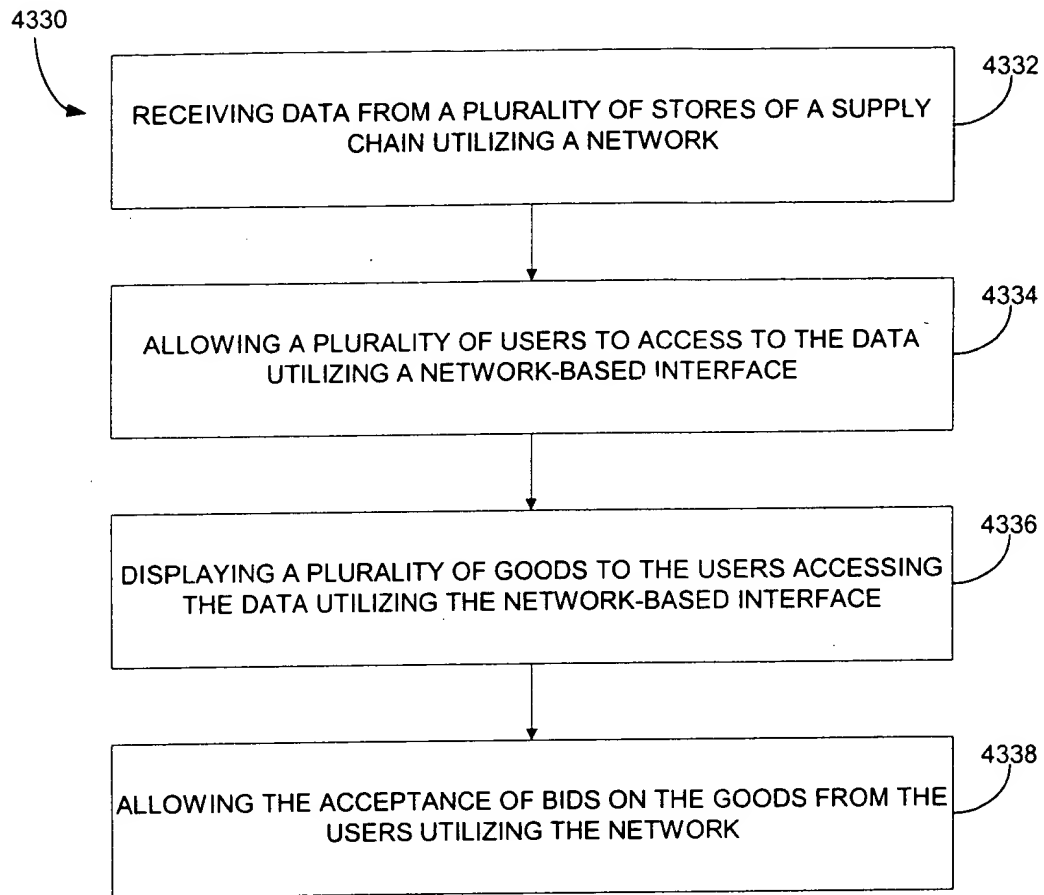 4330
4332
RECEIVING DATA FROM A PLURALITY OF STORES OF A SUPPLY
CHAIN UTILIZING A NETWORK
4334
ALLOWING A PLURALITY OF USERS TO ACCESS TO THE DATA
UTILIZING A NETWORK-BASED INTERFACE
4336
DISPLAYING A PLURALITY OF GOODS TO THE USERS ACCESSING
THE DATA UTILIZING THE NETWORK-BASED INTERFACE
4338
ALLOWING THE ACCEPTANCE OF BIDS ON THE GOODS FROM THE
USERS UTILIZING THE NETWORK